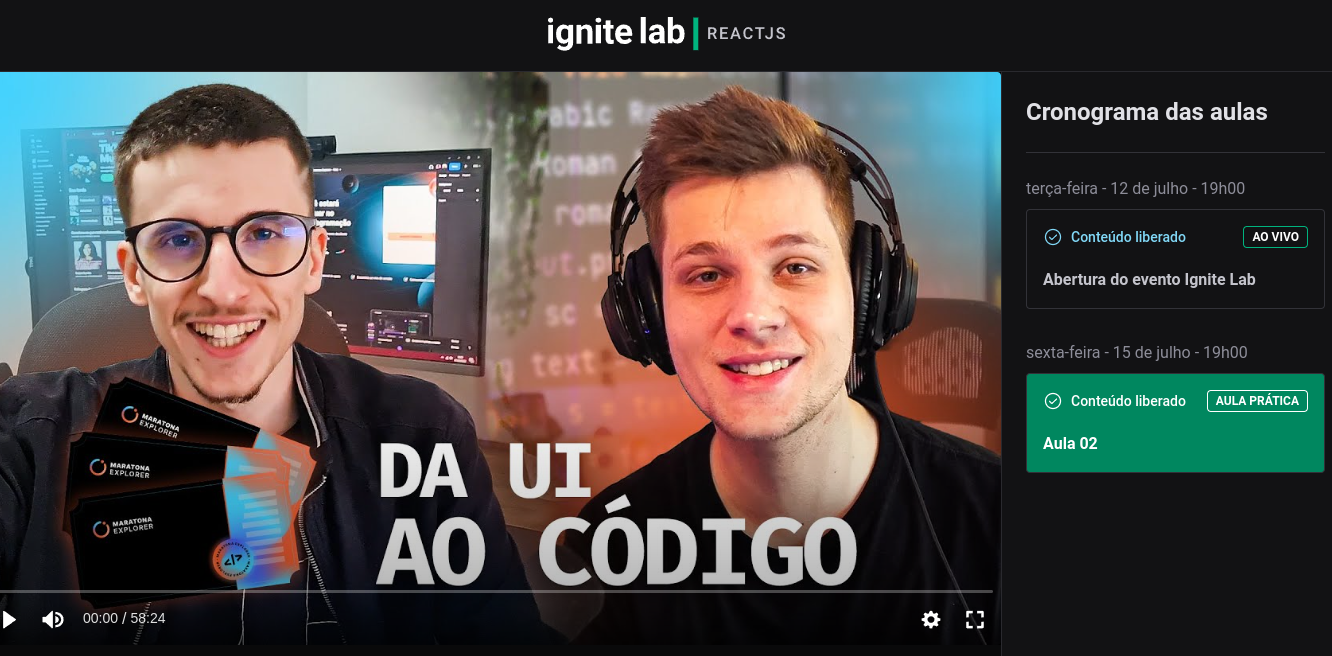 ignite lab | REACTJS
DA UI
AO CÓDIGO
MARATONA
EXPLORER
MARATONA
EXPLORER
MARATONA
EXPLORER
</>
00:00 / 58:24
Cronograma das aulas
terça-feira - 12 de julho - 19h00
Conteúdo liberado
AO VIVO
Abertura do evento Ignite Lab
sexta-feira - 15 de julho - 19h00
Conteúdo liberado
AULA PRÁTICA
Aula 02